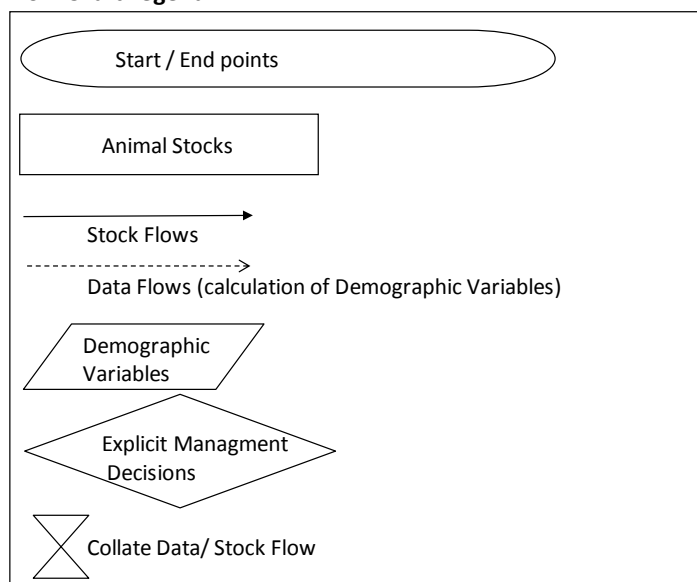 Start / End points
Animal Stocks
Stock Flows
Data Flows (calculation of Demographic Variables)
Demographic
Variables
Explicit Managment
Decisions
Collate Data/ Stock Flow